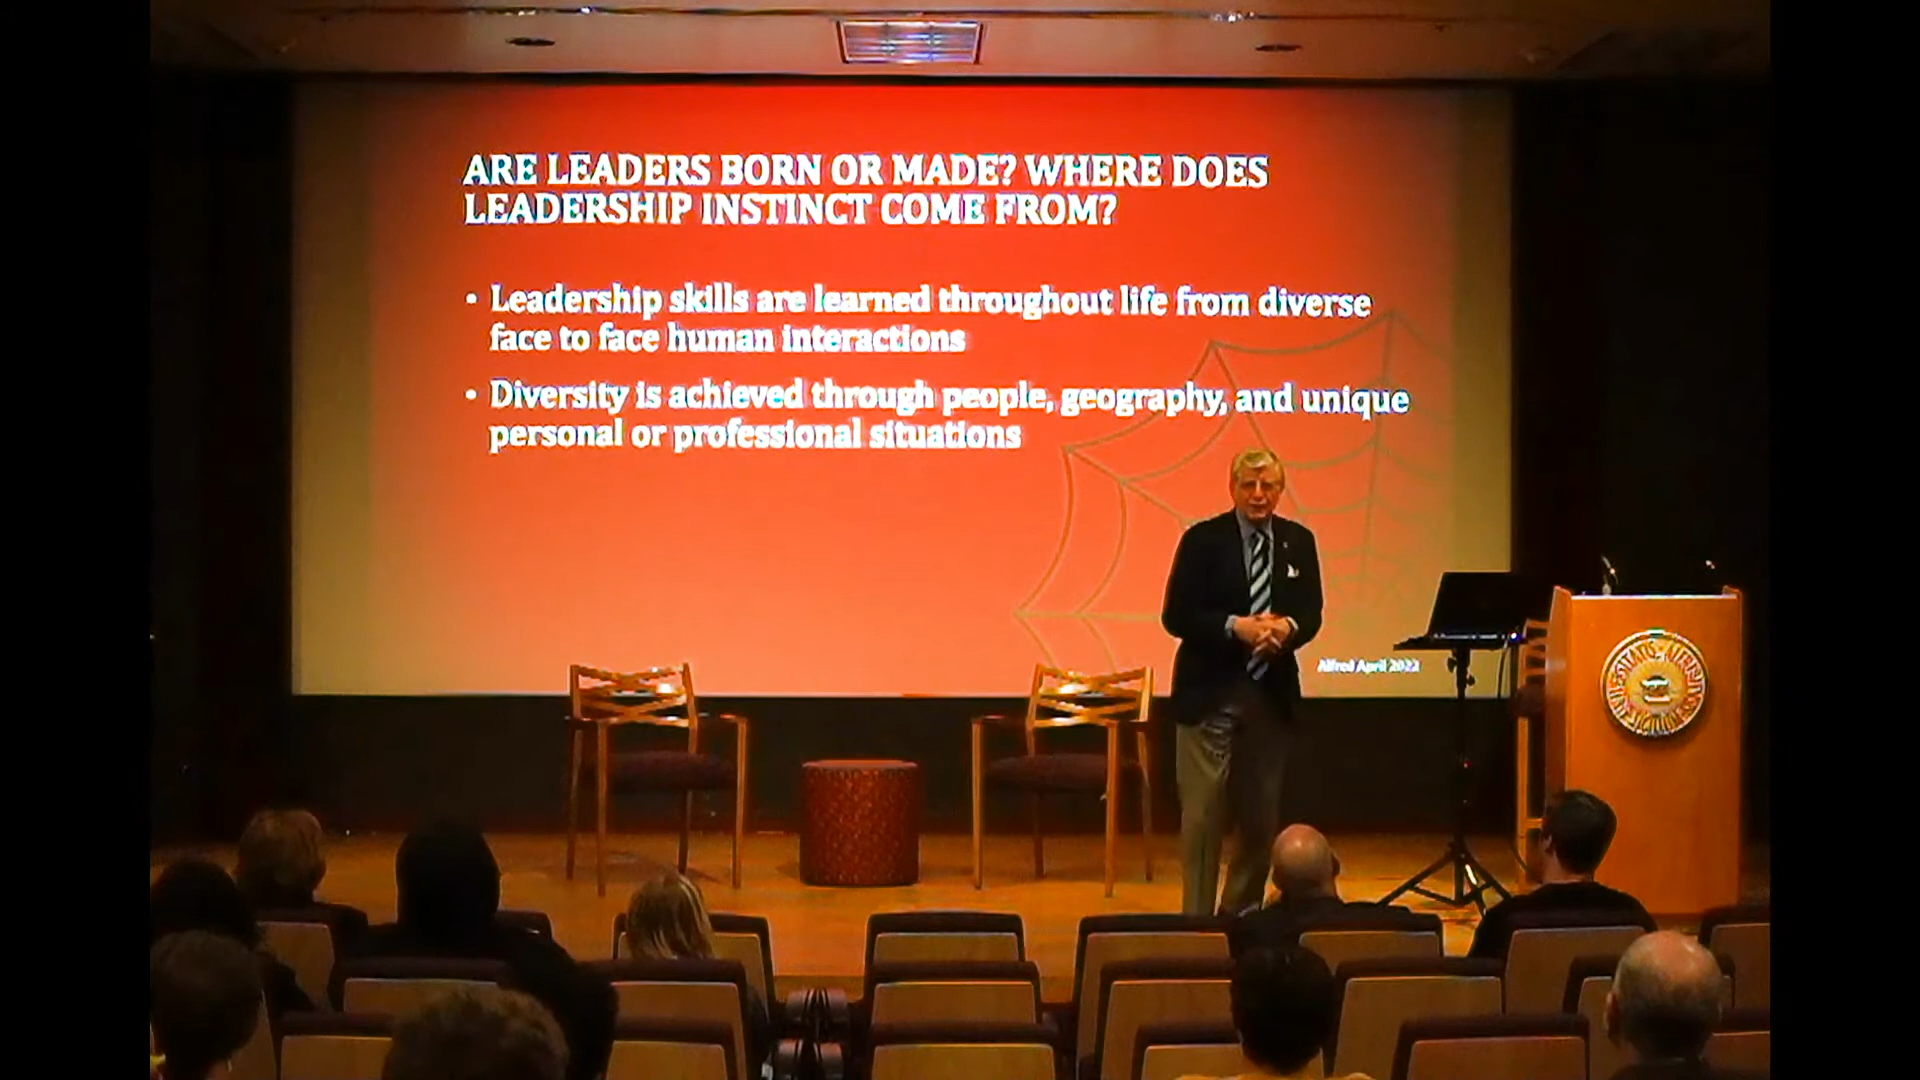 ARE LEADERS BORN OR MADE? WHERE DOES
LEADERSHIP INSTINCT COME FROM?
• Leadership skills are learned throughout life from diverse
face to face human interactions
• Diversity is achieved through people, geography, and unique
personal or professional situations
Alfred April 2022